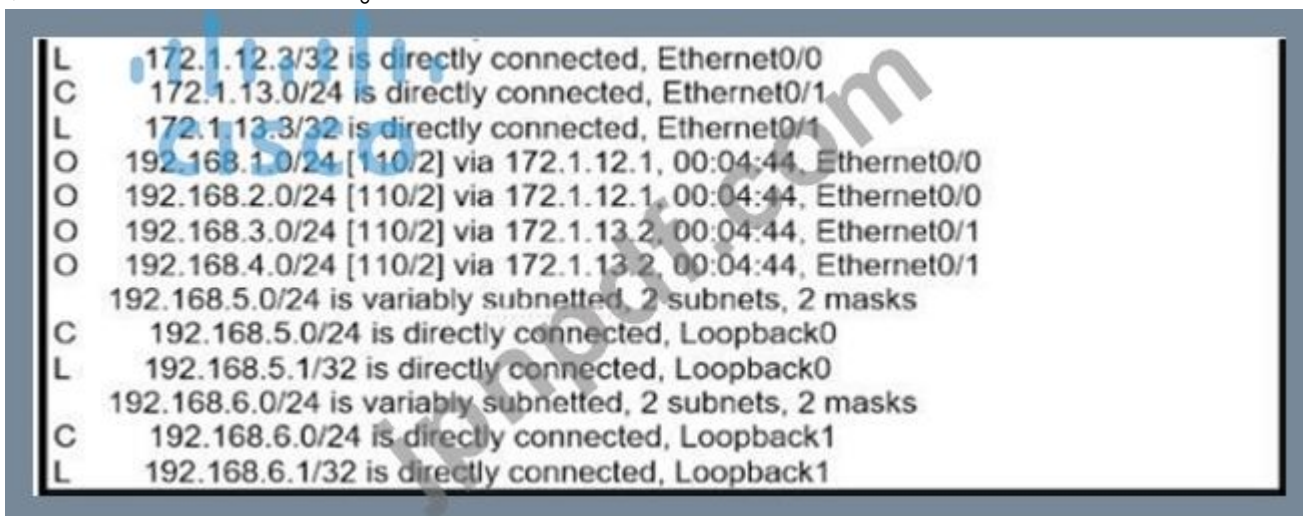 L 172.1.12.3/32 is directly connected, Ethernet0/0
C 172.1.13.0/24 is directly connected, Ethernet0/1
L 172.1.13.3/32 is directly connected, Ethernet0/1
O 192.168.1.0/24 [110/2] via 172.1.12.1, 00:04:44, Ethernet0/0
O 192.168.2.0/24 [110/2] via 172.1.12.1, 00:04:44, Ethernet0/0
O 192.168.3.0/24 [110/2] via 172.1.13.2, 00:04:44, Ethernet0/1
O 192.168.4.0/24 [110/2] via 172.1.13.2, 00:04:44, Ethernet0/1
192.168.5.0/24 is variably subnetted, 2 subnets, 2 masks
C 192.168.5.0/24 is directly connected, Loopback0
L 192.168.5.1/32 is directly connected, Loopback0
192.168.6.0/24 is variably subnetted, 2 subnets, 2 masks
C 192.168.6.0/24 is directly connected, Loopback1
L 192.168.6.1/32 is directly connected, Loopback1
CISCO
jpnpdf.com